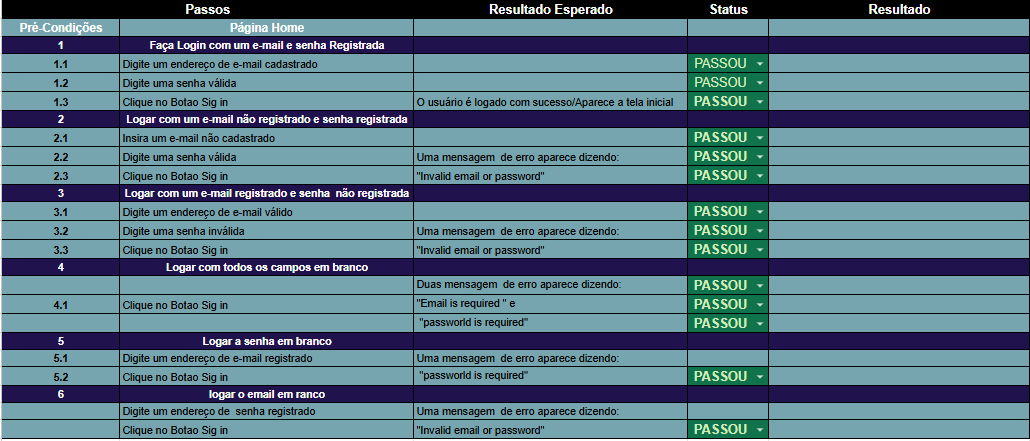 Passos Resultado Esperado Status Resultado
Pré-Condições Página Home
1 Faça Login com um e-mail e senha Registrada
1.1 Digite um endereço de e-mail cadastrado PASSOU
1.2 Digite uma senha válida PASSOU
1.3 Clique no Botao Sig in O usuário é logado com sucesso/Aparece a tela inicial PASSOU
2 Logar com um e-mail não registrado e senha registrada
2.1 Insira um e-mail não cadastrado PASSOU
2.2 Digite uma senha válida Uma mensagem de erro aparece dizendo: PASSOU
2.3 Clique no Botao Sig in "Invalid email or password" PASSOU
3 Logar com um e-mail registrado e senha não registrada
3.1 Digite um endereço de e-mail válido PASSOU
3.2 Digite uma senha inválida Uma mensagem de erro aparece dizendo: PASSOU
3.3 Clique no Botao Sig in "Invalid email or password" PASSOU
4 Logar com todos os campos em branco
Duas mensagem de erro aparece dizendo: PASSOU
4.1 Clique no Botao Sig in "Email is required " e PASSOU
"passworld is required" PASSOU
5 Logar a senha em branco
5.1 Digite um endereço de e-mail registrado Uma mensagem de erro aparece dizendo:
5.2 Clique no Botao Sig in "passworld is required" PASSOU
6 logar o email em ranco
Digite um endereço de senha registrado Uma mensagem de erro aparece dizendo:
Clique no Botao Sig in "Invalid email or password" PASSOU